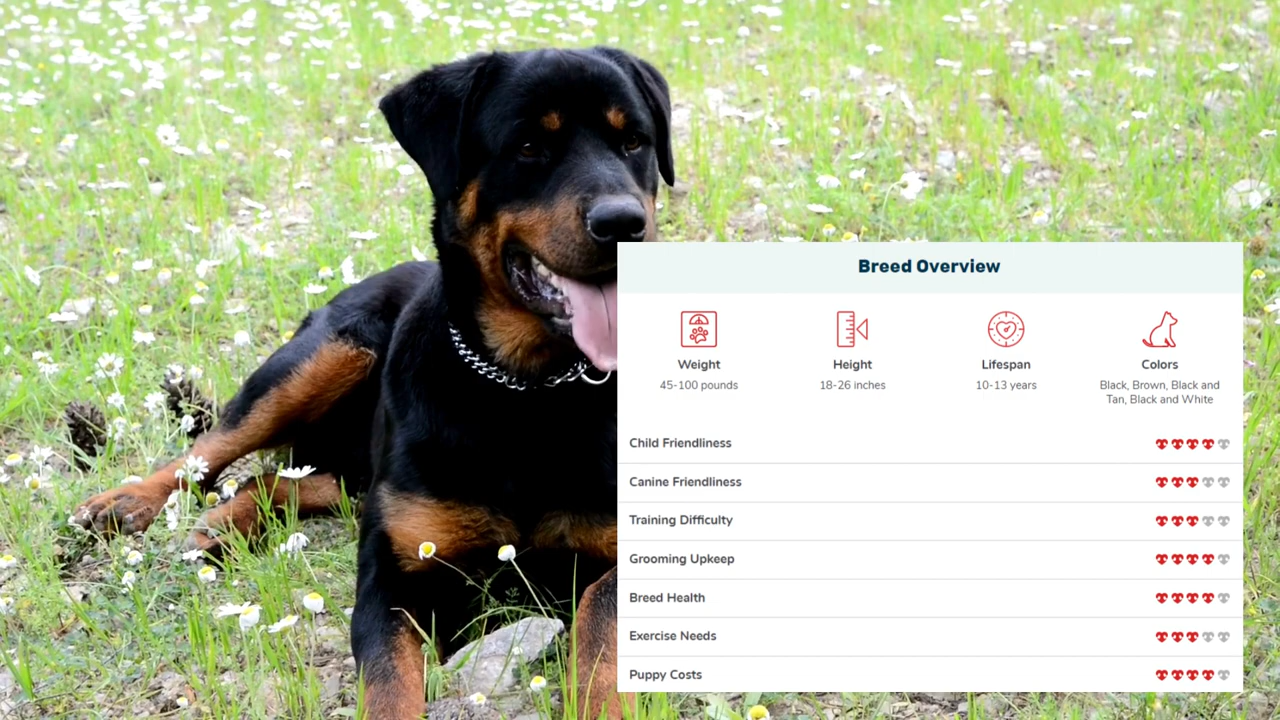 Breed Overview
Weight
45-100 pounds
Height
18-26 inches
Lifespan
10-13 years
Colors
Black, Brown, Black and
Tan, Black and White
Child Friendliness
Canine Friendliness
Training Difficulty
Grooming Upkeep
Breed Health
Exercise Needs
Puppy Costs